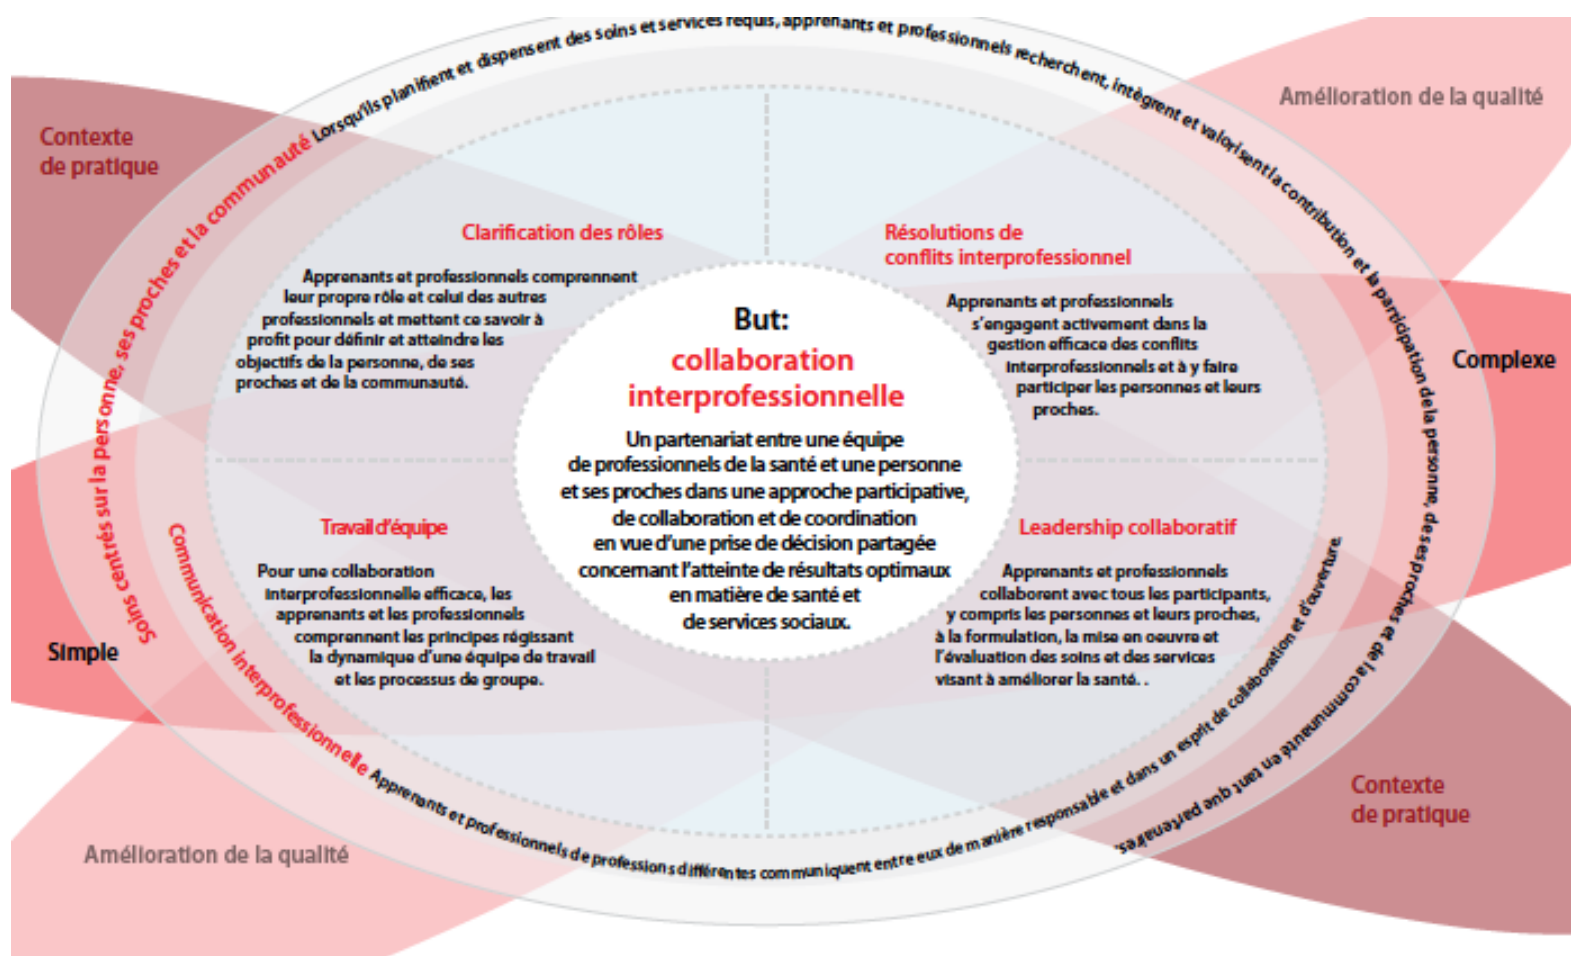 Soins centrés sur la personne, ses proches et la communauté Lorsqu'ils planifient et dispensent des soins et services requis, apprenants et professionnels recherchent, intègrent et valorisent la contribution et la participation de la personne, de ses proches et de la communauté en tant que partenaires.
Contexte
de pratique
Amélioration de la qualité
Clarification des rôles
Apprenants et professionnels comprennent
leur propre rôle et celui des autres
professionnels et mettent ce savoir à
profit pour définir et atteindre les
objectifs de la personne, de ses
proches et de la communauté.
Résolutions de
conflits interprofessionnel
Apprenants et professionnels
s'engagent activement dans la
gestion efficace des conflits
interprofessionnels et à y faire
participer les personnes et leurs
proches.
But:
collaboration
interprofessionnelle
Un partenariat entre une équipe
de professionnels de la santé et une personne
et ses proches dans une approche participative,
de collaboration et de coordination
en vue d'une prise de décision partagée
concernant l'atteinte de résultats optimaux
en matière de santé et
de services sociaux.
Complexe
Simple
Travail d'équipe
Pour une collaboration
interprofessionnelle efficace, les
apprenants et les professionnels
comprennent les principes régissant
la dynamique d'une équipe de travail
et les processus de groupe.
Leadership collaboratif
Apprenants et professionnels
collaborent avec tous les participants,
y compris les personnes et leurs proches,
à la formulation, la mise en oeuvre et
l'évaluation des soins et des services
visant à améliorer la santé. .
Communication interprofessionnelle Apprenants et professionnels de professions différentes communiquent entre eux de manière responsable et dans un esprit de collaboration et d'ouverture.
Amélioration de la qualité
Contexte
de pratique